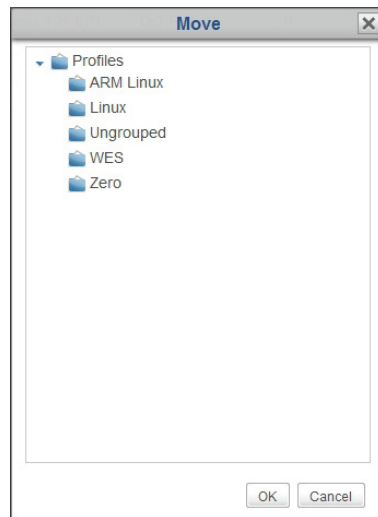 Move
Profiles
ARM Linux
Linux
Ungrouped
WES
Zero
OK Cancel